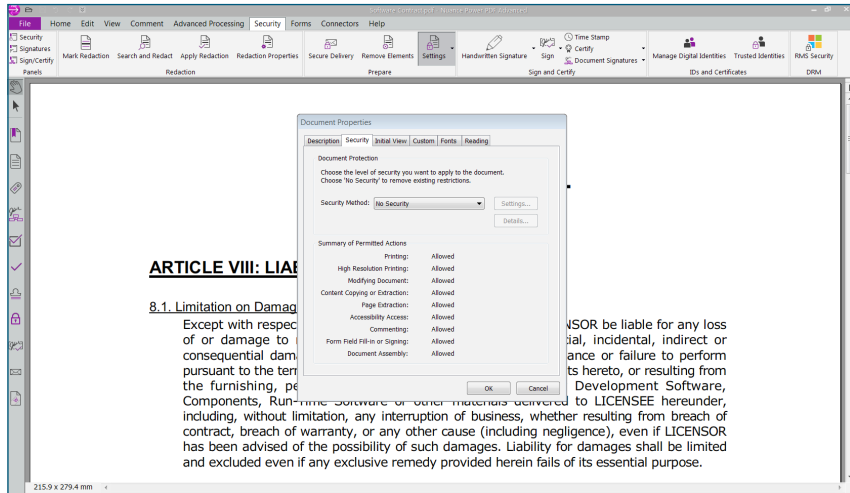 Software Contract.pdf - Nuance Power PDF Advanced
File Home Edit View Comment Advanced Processing Security Forms Connectors Help
Security
Signatures
Sign/Certify
Panels
Mark Redaction Search and Redact Apply Redaction Redaction Properties
Redaction
Secure Delivery Remove Elements Settings
Prepare
Handwritten Signature Sign
Time Stamp
Certify
Document Signatures
Sign and Certify
Manage Digital Identities Trusted Identities
IDs and Certificates
RMS Security
DRM
Document Properties
Description Security Initial View Custom Fonts Reading
Document Protection
Choose the level of security you want to apply to the document.
Choose 'No Security' to remove existing restrictions.
Security Method: No Security Settings...
Details...
Summary of Permitted Actions
Printing: Allowed
High Resolution Printing: Allowed
Modifying Document: Allowed
Content Copying or Extraction: Allowed
Page Extraction: Allowed
Accessibility Access: Allowed
Commenting: Allowed
Form Field Fill-in or Signing: Allowed
Document Assembly: Allowed
OK Cancel
ARTICLE VIII: LIA
8.1. Limitation on Damag
Except with respec NSOR be liable for any loss
of or damage to tial, incidental, indirect or
consequential dam ance or failure to perform
pursuant to the ter ts hereto, or resulting from
the furnishing, pe Development Software,
Components, Run-Time Software or other materials delivered to LICENSEE hereunder,
including, without limitation, any interruption of business, whether resulting from breach of
contract, breach of warranty, or any other cause (including negligence), even if LICENSOR
has been advised of the possibility of such damages. Liability for damages shall be limited
and excluded even if any exclusive remedy provided herein fails of its essential purpose.
215.9 x 279.4 mm